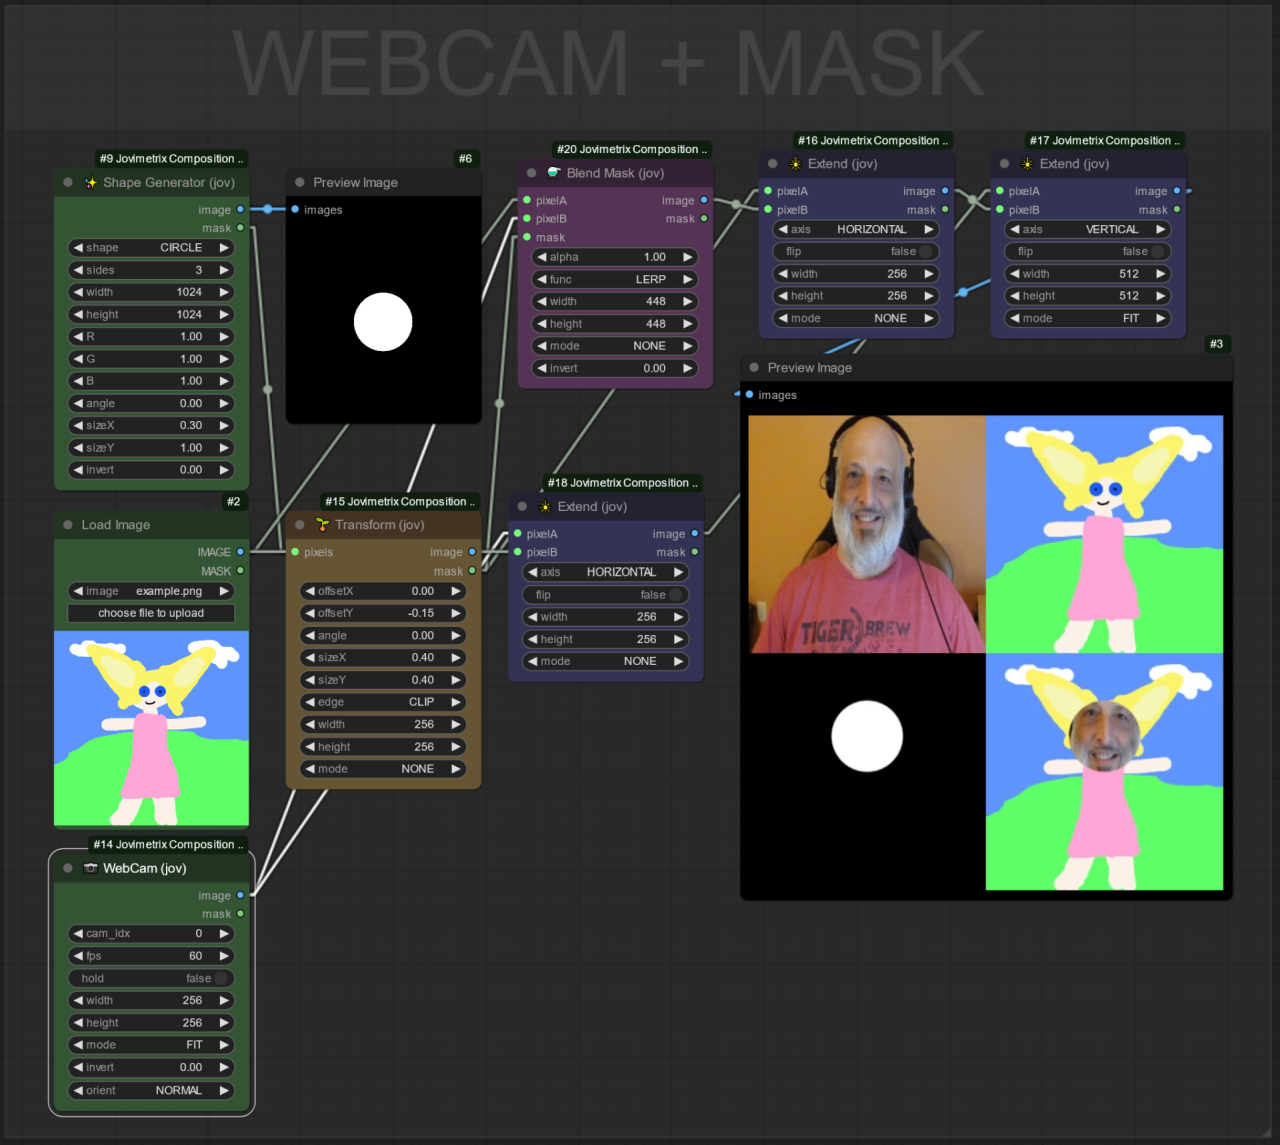 WEBCAM + MASK
#9 Jovimetrix Composition ..
Shape Generator (jov)
image
mask
shape CIRCLE
sides 3
width 1024
height 1024
R 1.00
G 1.00
B 1.00
angle 0.00
sizeX 0.30
sizeY 1.00
invert 0.00
#6
Preview Image
images
#20 Jovimetrix Composition ..
Blend Mask (jov)
pixelA image
pixelB mask
mask
alpha 1.00
func LERP
width 448
height 448
mode NONE
invert 0.00
#16 Jovimetrix Composition ..
Extend (jov)
pixelA image
pixelB mask
axis HORIZONTAL
flip false
width 256
height 256
mode NONE
#17 Jovimetrix Composition ..
Extend (jov)
pixelA image
pixelB mask
axis VERTICAL
flip false
width 512
height 512
mode FIT
#2
Load Image
IMAGE
MASK
image example.png
choose file to upload
#15 Jovimetrix Composition ..
Transform (jov)
pixels image
mask
offsetX 0.00
offsetY -0.15
angle 0.00
sizeX 0.40
sizeY 0.40
edge CLIP
width 256
height 256
mode NONE
#18 Jovimetrix Composition ..
Extend (jov)
pixelA image
pixelB mask
axis HORIZONTAL
flip false
width 256
height 256
mode NONE
#3
Preview Image
images
TIGER BREW
#14 Jovimetrix Composition ..
WebCam (jov)
image
mask
cam_idx 0
fps 60
hold false
width 256
height 256
mode FIT
invert 0.00
orient NORMAL